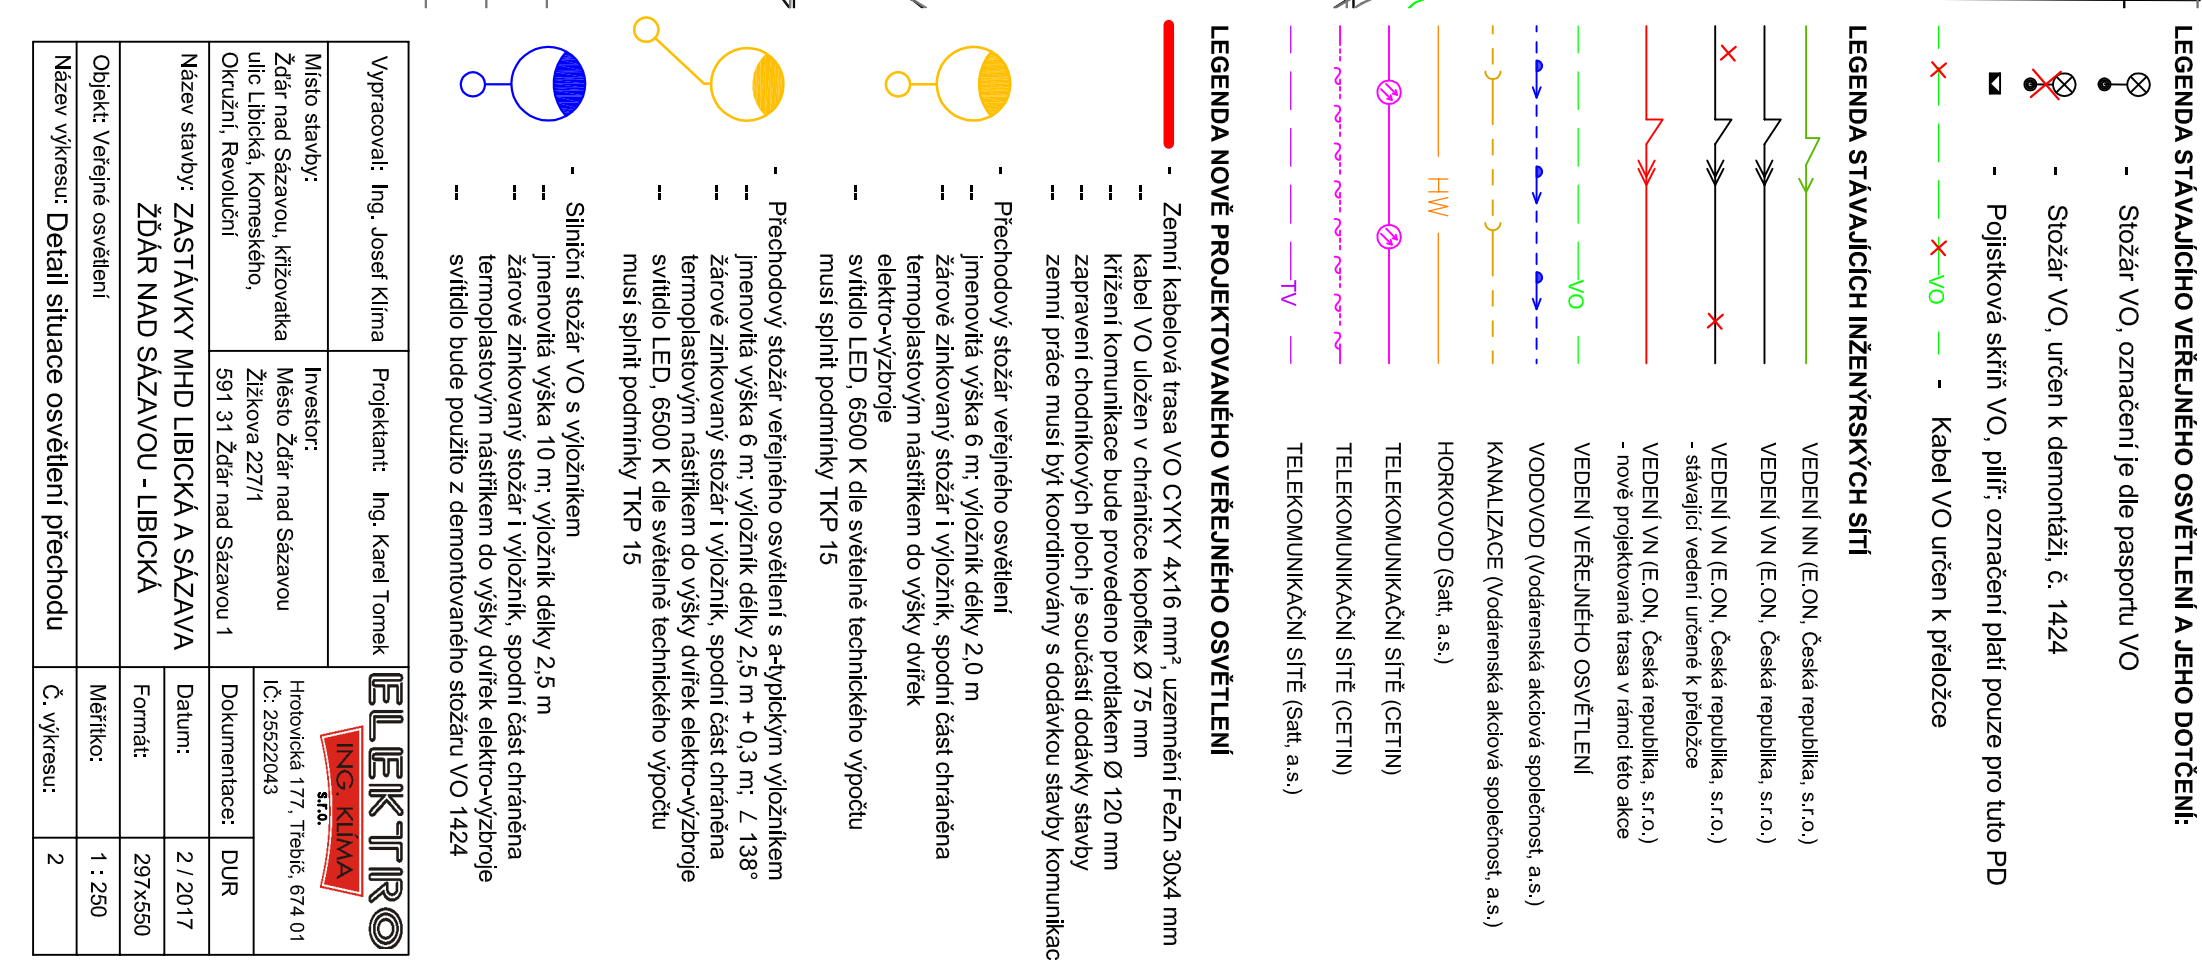 LEGENDA STÁVAJÍCÍHO VEŘEJNÉHO OSVĚTLENÍ A JEHO DOTČENÍ:
- Stožár VO, označení je dle pasportu VO
- Stožár VO, určen k demontáži, č. 1424
- Pojistková skříň VO, pilíř; označení platí pouze pro tuto PD
VO - Kabel VO určen k přeložce
LEGENDA STÁVAJÍCÍCH INŽENÝRSKÝCH SÍTÍ
VEDENÍ NN (E.ON, Česká republika, s.r.o.)
VEDENÍ VN (E.ON, Česká republika, s.r.o.)
VEDENÍ VN (E.ON, Česká republika, s.r.o.)
- stávající vedení určené k přeložce
VEDENÍ VN (E.ON, Česká republika, s.r.o.)
- nově projektovaná trasa v rámci této akce
VO VEDENÍ VEŘEJNÉHO OSVĚTLENÍ
VODOVOD (Vodárenská akciová společnost, a.s.)
KANALIZACE (Vodárenská akciová společnost, a.s.)
HW HORKOVOD (Satt, a.s.)
TELEKOMUNIKAČNÍ SÍTĚ (CETIN)
TELEKOMUNIKAČNÍ SÍTĚ (CETIN)
TV TELEKOMUNIKAČNÍ SÍTĚ (Satt, a.s.)
LEGENDA NOVĚ PROJEKTOVANÉHO VEŘEJNÉHO OSVĚTLENÍ
- Zemní kabelová trasa VO CYKY 4x16 mm², uzemnění FeZn 30x4 mm
-- kabel VO uložen v chráničce kopoflex Ø 75 mm
-- křížení komunikace bude provedeno protlakem Ø 120 mm
-- zapravení chodníkových ploch je součástí dodávky stavby
-- zemní práce musí být koordinovány s dodávkou stavby komunikac
- Přechodový stožár veřejného osvětlení
-- jmenovitá výška 6 m; výložník délky 2,0 m
-- žárově zinkovaný stožár i výložník, spodní část chráněna
termoplastovým nástřikem do výšky dvířek
elektro-výzbroje
-- svítidlo LED, 6500 K dle světelně technického výpočtu
musí splnit podmínky TKP 15
- Přechodový stožár veřejného osvětlení s a-typickým výložníkem
-- jmenovitá výška 6 m; výložník délky 2,5 m + 0,3 m; ∠ 138°
-- žárově zinkovaný stožár i výložník, spodní část chráněna
termoplastovým nástřikem do výšky dvířek elektro-výzbroje
-- svítidlo LED, 6500 K dle světelně technického výpočtu
musí splnit podmínky TKP 15
- Silniční stožár VO s výložníkem
-- jmenovitá výška 10 m; výložník délky 2,5 m
-- žárově zinkovaný stožár i výložník, spodní část chráněna
termoplastovým nástřikem do výšky dvířek elektro-výzbroje
-- svítidlo bude použito z demontovaného stožáru VO 1424
Vypracoval: Ing. Josef Klíma
Projektant: Ing. Karel Tomek
ELEKTRO
ING. KLÍMA
s.r.o.
Hrotovická 177, Třebíč, 674 01
IČ: 25522043
Místo stavby:
Žďár nad Sázavou, křižovatka
ulic Libická, Komeského,
Okružní, Revoluční
Investor:
Město Žďár nad Sázavou
Žižkova 227/1
591 31 Žďár nad Sázavou 1
Dokumentace: DUR
Název stavby: ZASTÁVKY MHD LIBICKÁ A SÁZAVA
ŽĎÁR NAD SÁZAVOU - LIBICKÁ
Datum: 2 / 2017
Formát: 297x550
Objekt: Veřejné osvětlení
Měřítko: 1 : 250
Název výkresu: Detail situace osvětlení přechodu
Č. výkresu: 2